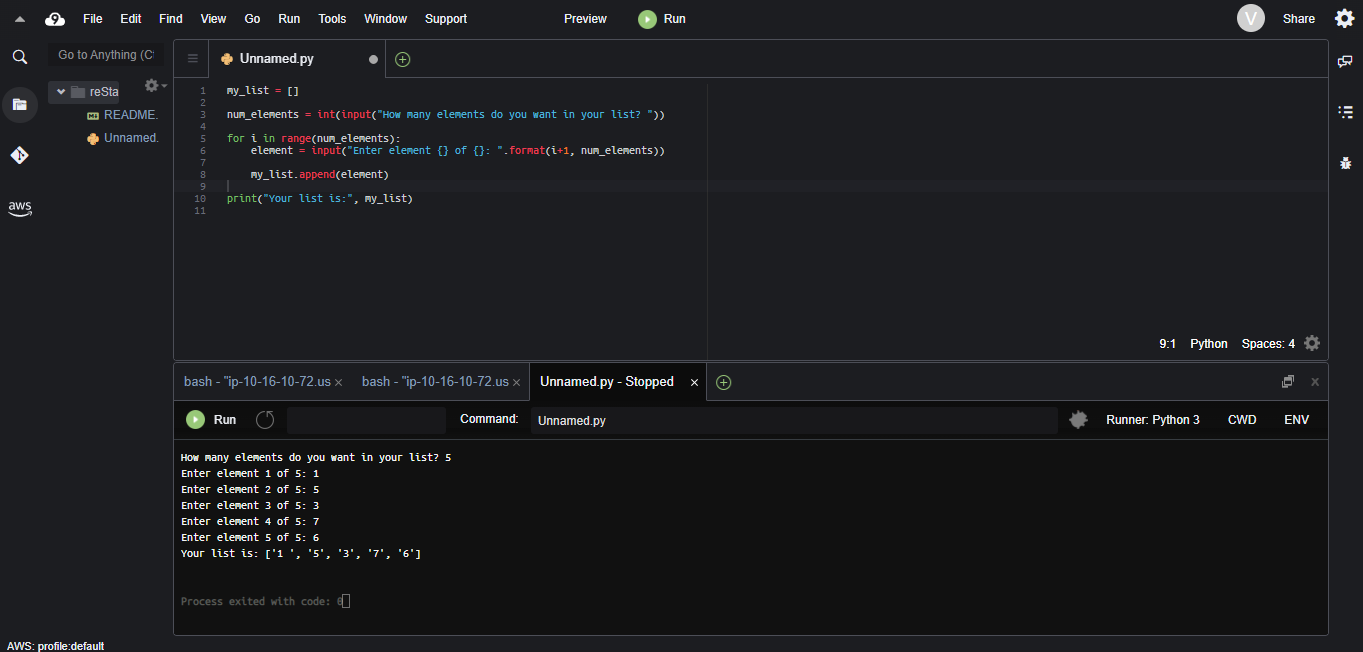 9 File Edit Find View Go Run Tools Window Support Preview Run V Share
Go to Anything (C
Unnamed.py
reSta
README.
Unnamed.
aws
1 my_list = []
2
3 num_elements = int(input("How many elements do you want in your list? "))
4
5 for i in range(num_elements):
6 element = input("Enter element {} of {}: ".format(i+1, num_elements))
7
8 my_list.append(element)
9
10 print("Your list is:", my_list)
11
9:1 Python Spaces: 4
bash - "ip-10-16-10-72.us × bash - "ip-10-16-10-72.us × Unnamed.py - Stopped ×
Run Command: Unnamed.py Runner: Python 3 CWD ENV
How many elements do you want in your list? 5
Enter element 1 of 5: 1
Enter element 2 of 5: 5
Enter element 3 of 5: 3
Enter element 4 of 5: 7
Enter element 5 of 5: 6
Your list is: ['1 ', '5', '3', '7', '6']
Process exited with code: 0
AWS: profile:default